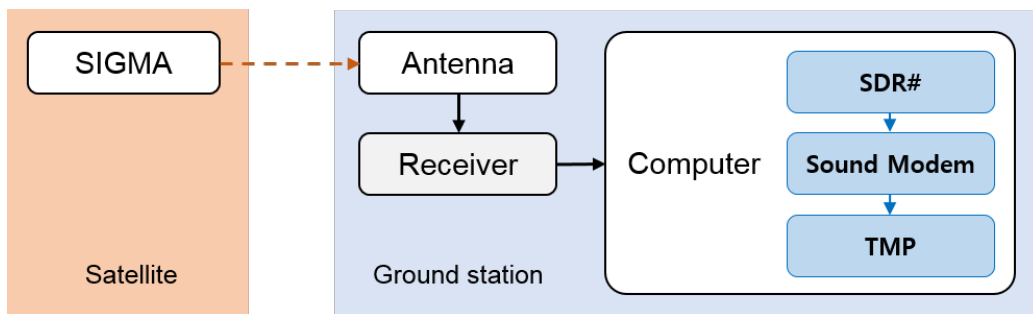 SIGMA
Antenna
Receiver
Computer
SDR#
Sound Modem
TMP
Satellite
Ground station